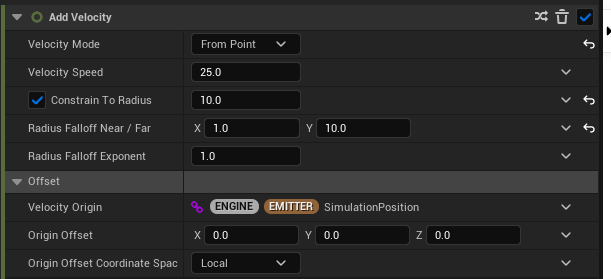 Add Velocity
Velocity Mode From Point
Velocity Speed 25.0
Constrain To Radius 10.0
Radius Falloff Near / Far X 1.0 Y 10.0
Radius Falloff Exponent 1.0
Offset
Velocity Origin ENGINE EMITTER SimulationPosition
Origin Offset X 0.0 Y 0.0 Z 0.0
Origin Offset Coordinate Spac Local